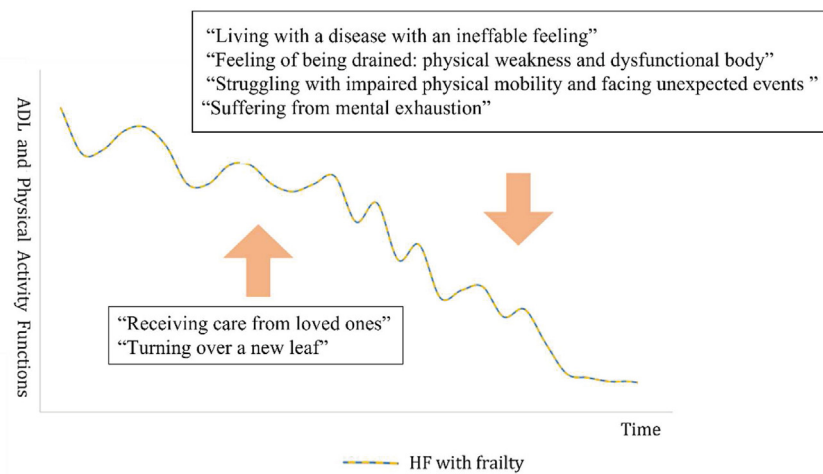 “Living with a disease with an ineffable feeling”
“Feeling of being drained: physical weakness and dysfunctional body”
“Struggling with impaired physical mobility and facing unexpected events ”
“Suffering from mental exhaustion”
ADL and Physical Activity Functions
“Receiving care from loved ones”
“Turning over a new leaf”
Time
HF with frailty